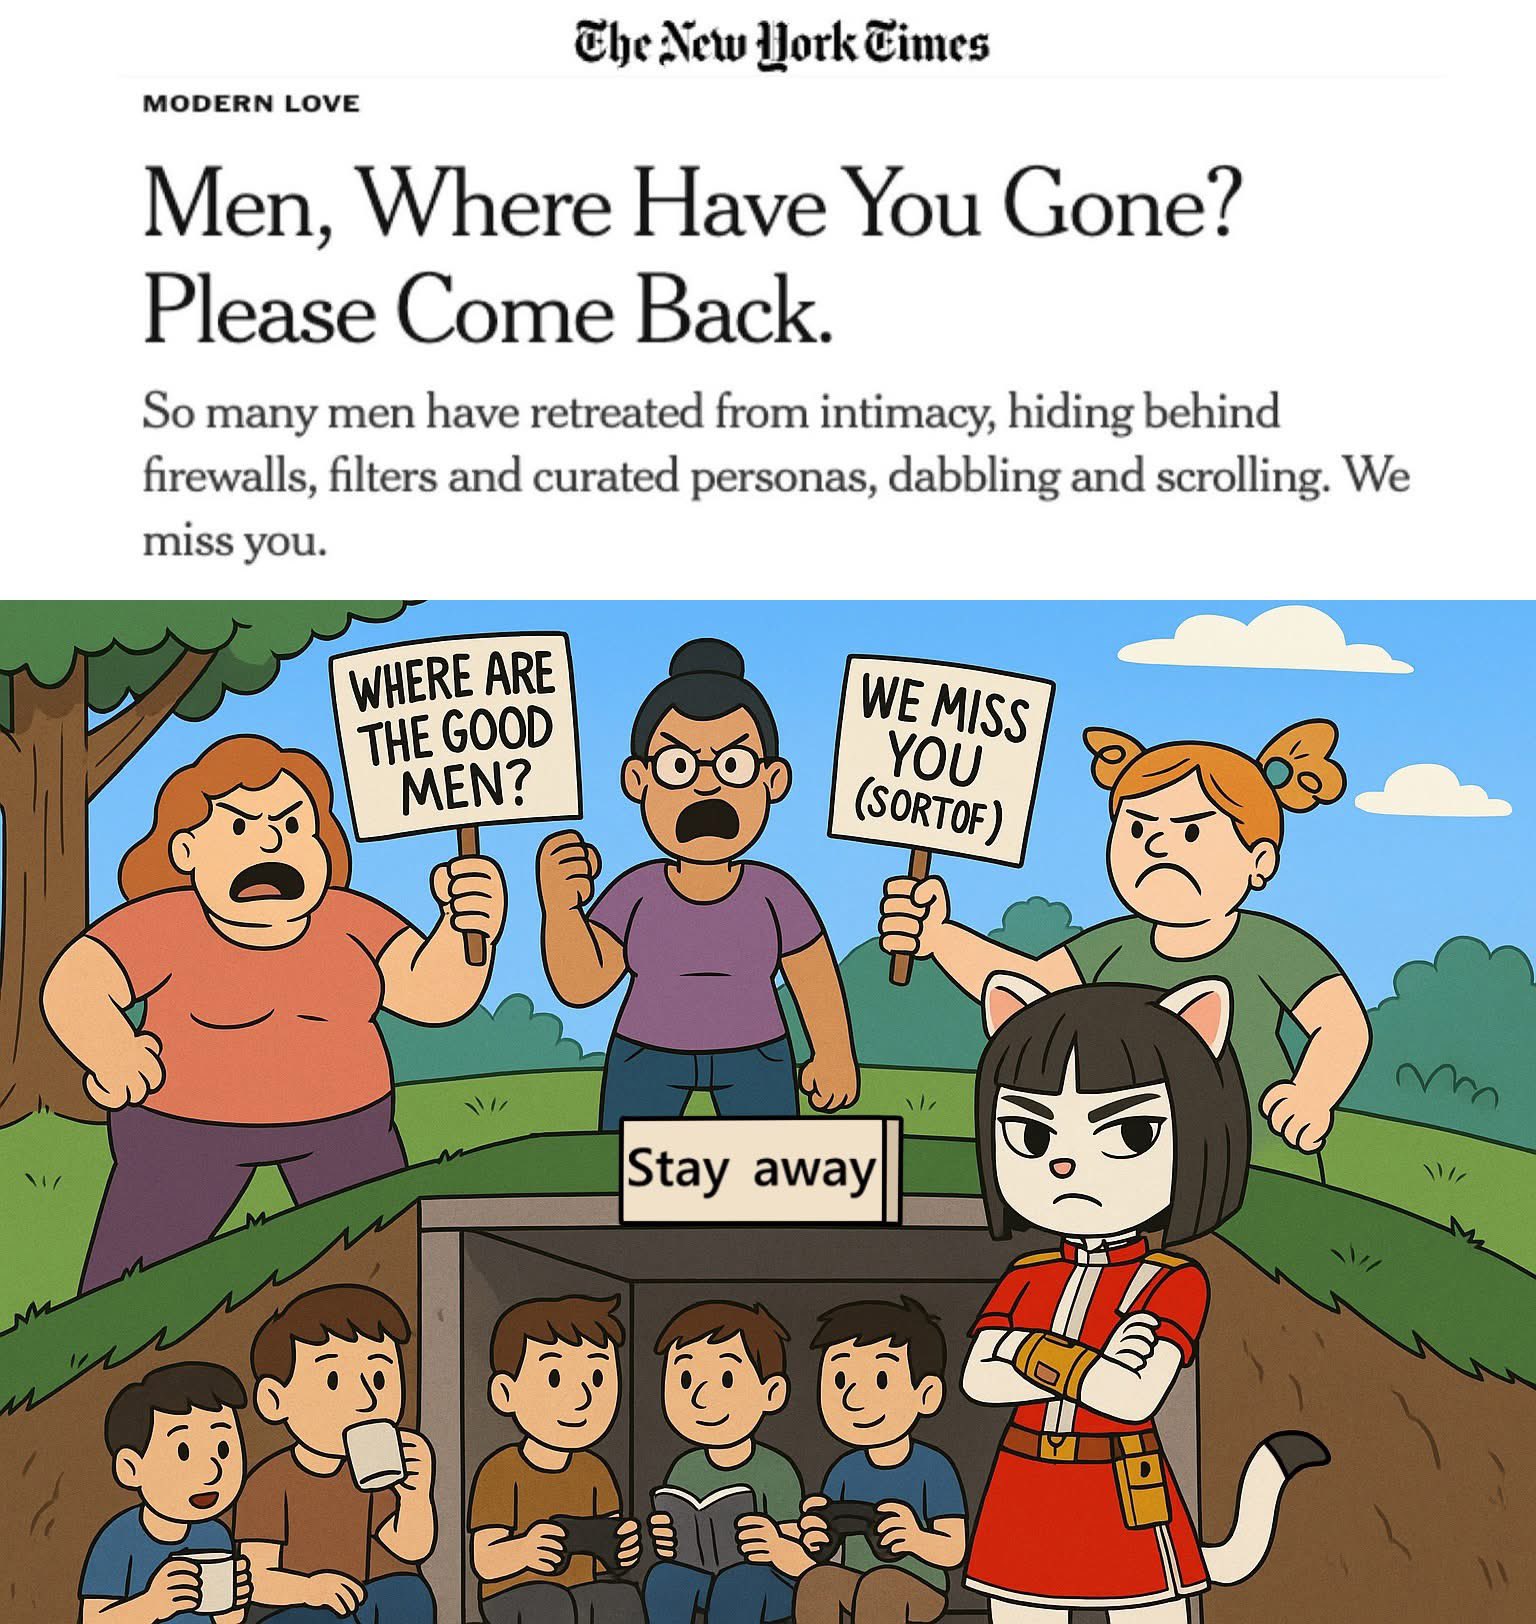 The New York Times
MODERN LOVE
Men, Where Have You Gone?
Please Come Back.
So many men have retreated from intimacy, hiding behind
firewalls, filters and curated personas, dabbling and scrolling. We
miss you.
WHERE ARE
THE GOOD
MEN?
WE MISS
YOU
(SORTOF)
Stay away